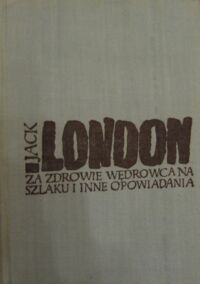 JACK
LONDON
ZA ZDROWIE WĘDROWCA NA
SZLAKU I INNE OPOWIADANIA